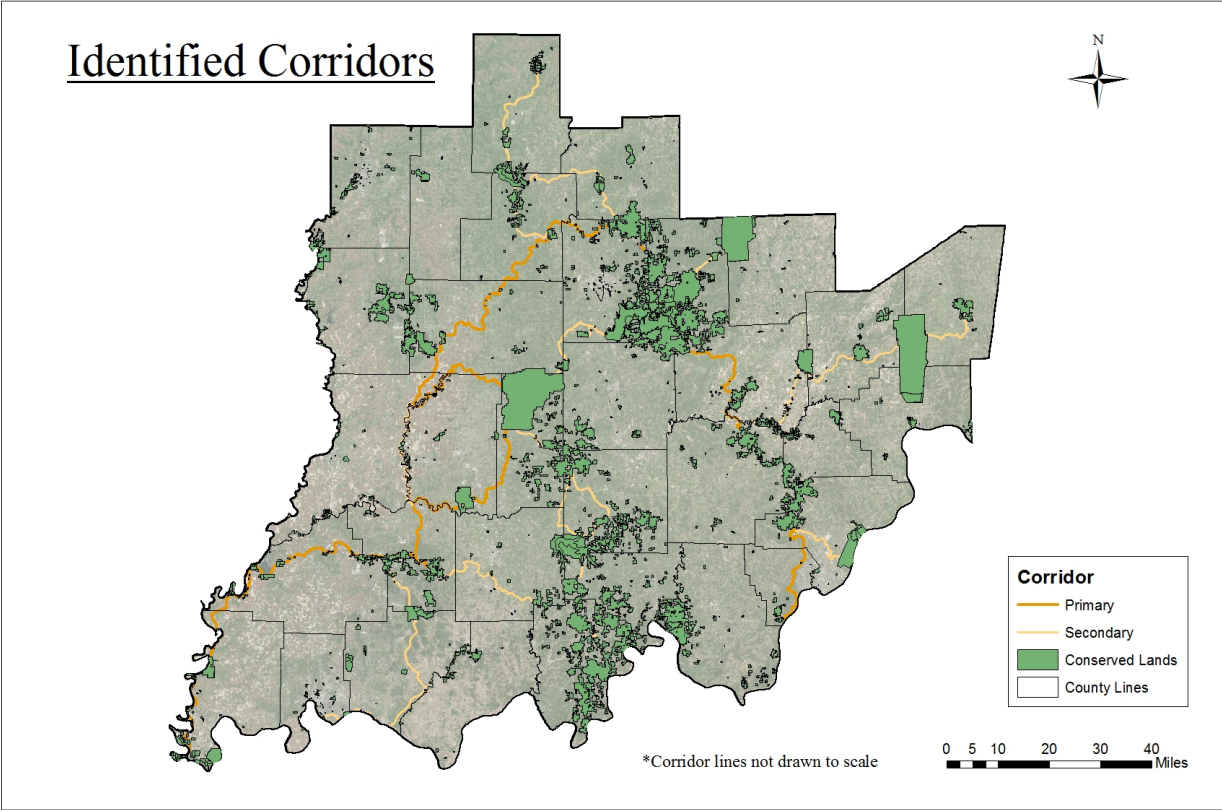 Identified Corridors
N
Corridor
Primary
Secondary
Conserved Lands
County Lines
*Corridor lines not drawn to scale
0 5 10 20 30 40
Miles